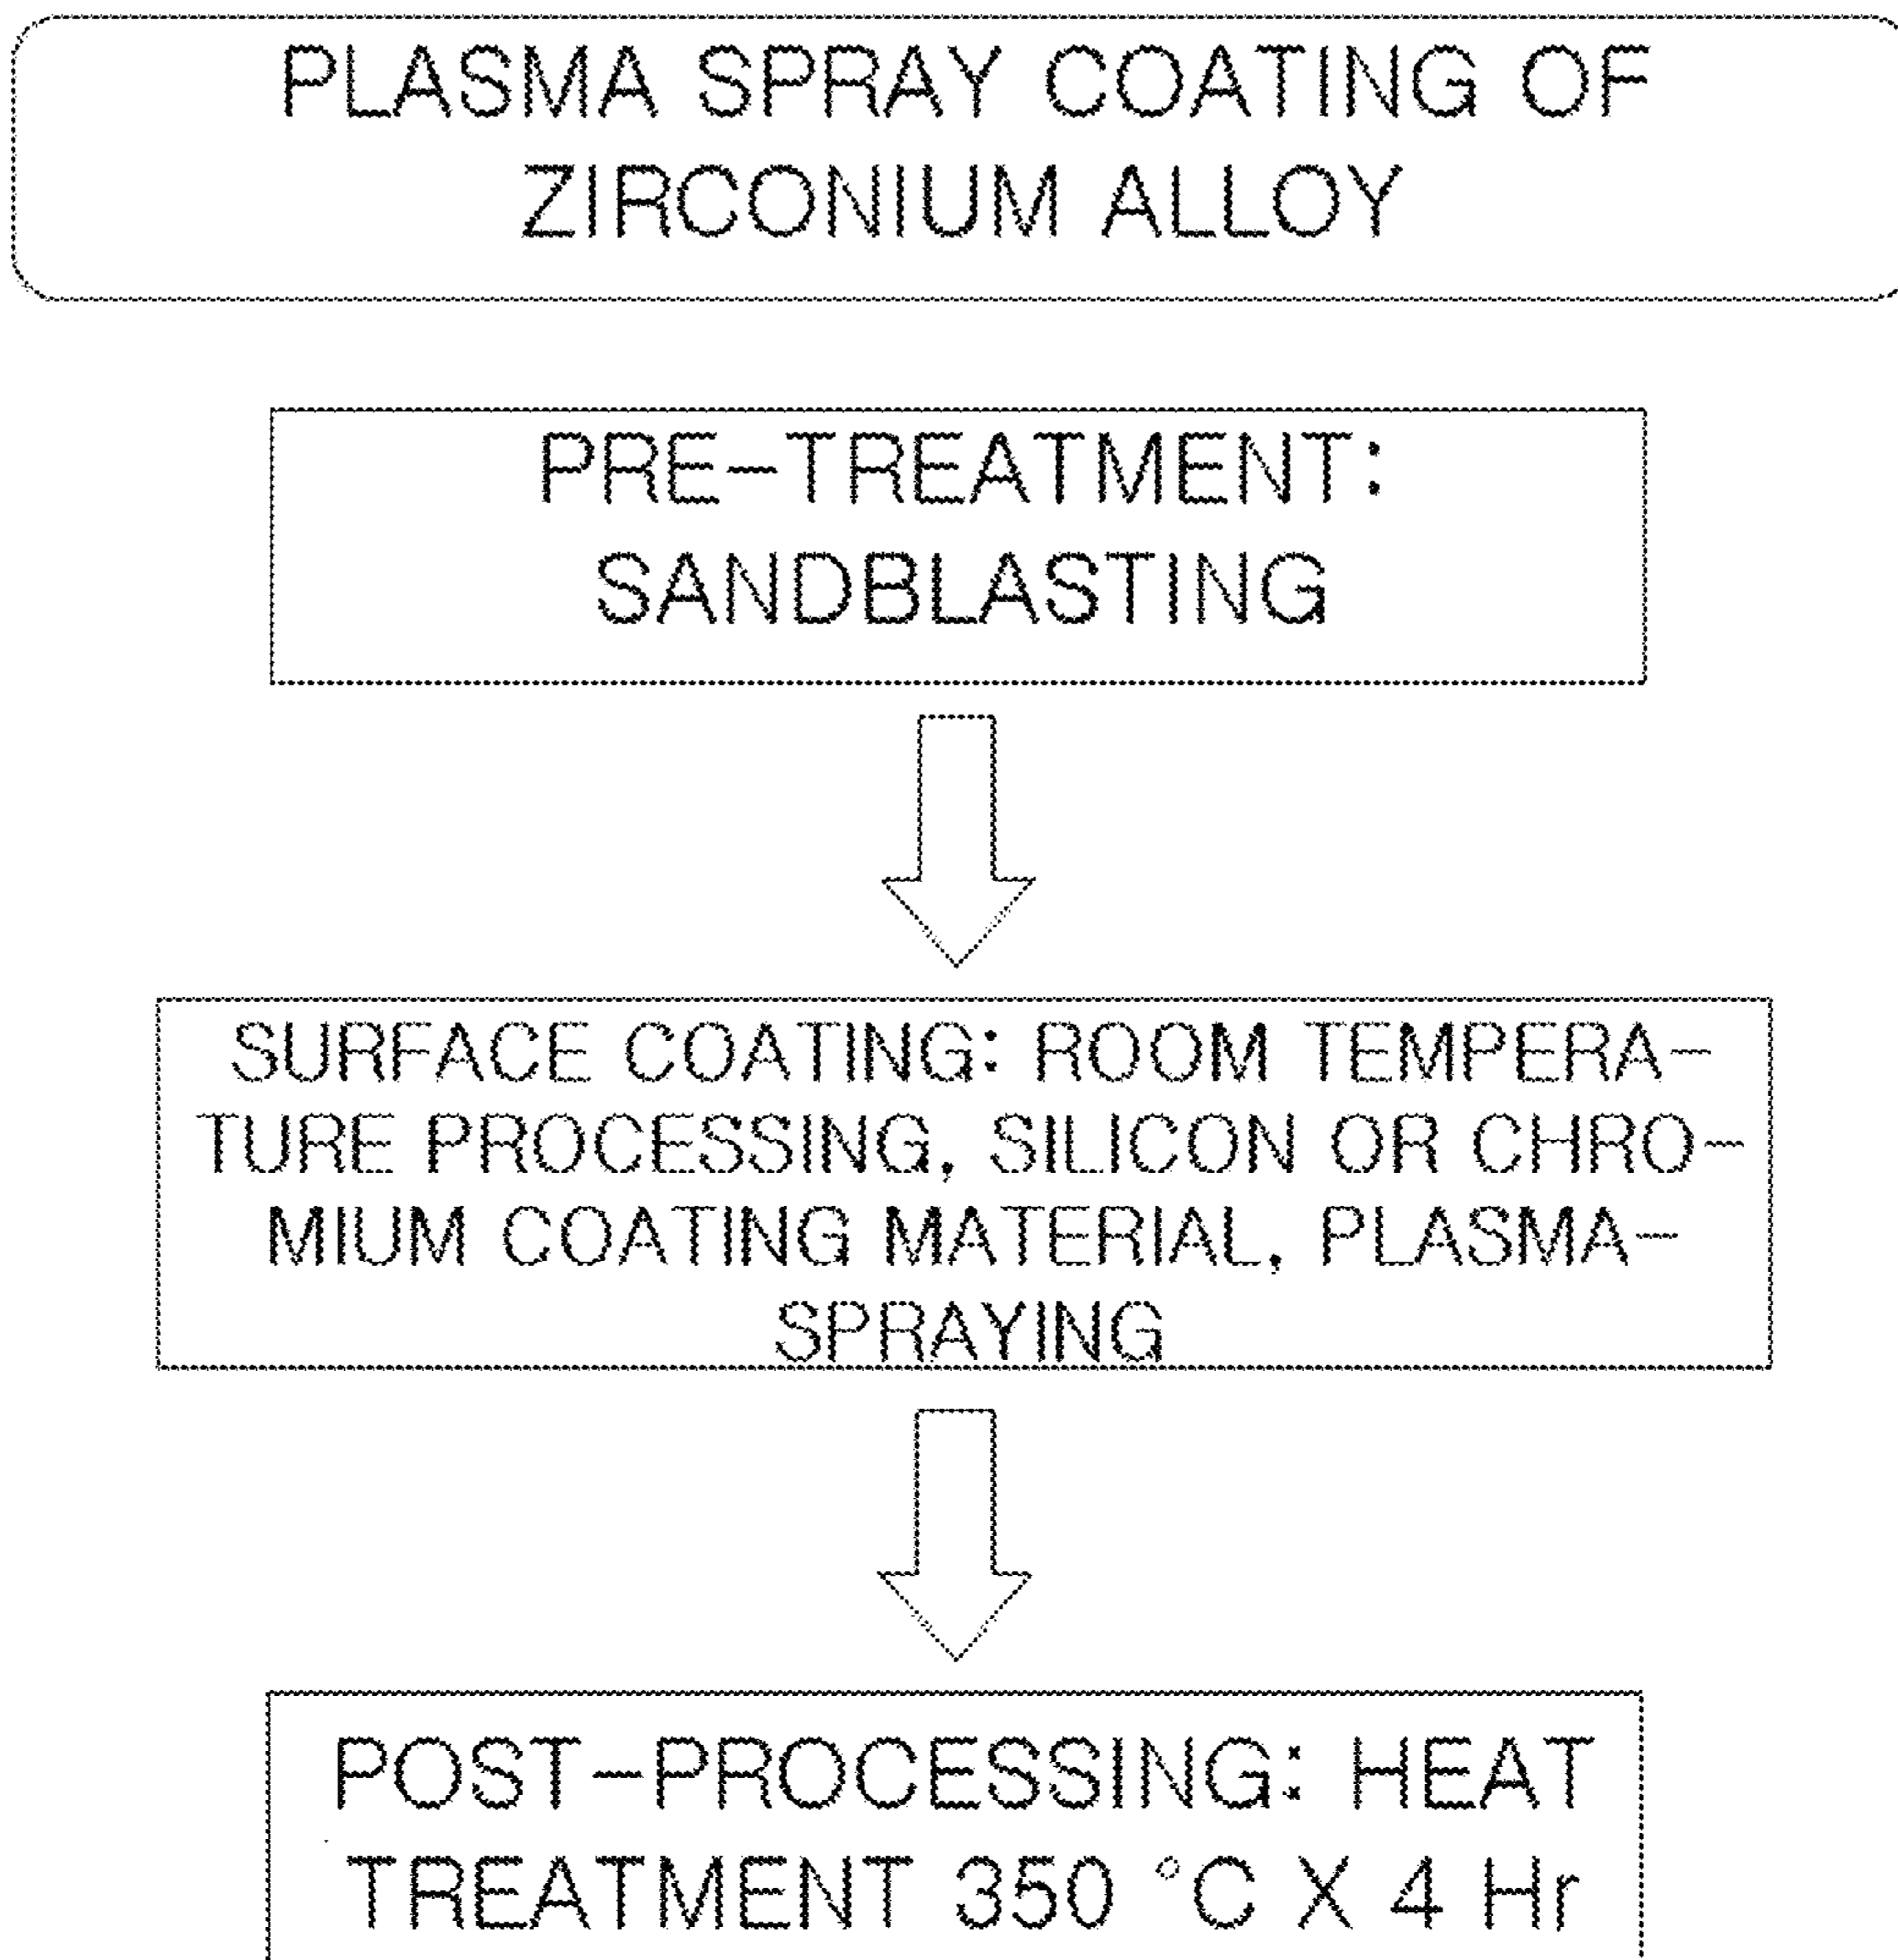 PLASMA SPRAY COATING OF
ZIRCONIUM ALLOY
PRE-TREATMENT:
SANDBLASTING
SURFACE COATING: ROOM TEMPERA-
TURE PROCESSING, SILICON OR CHRO-
MIUM COATING MATERIAL, PLASMA-
SPRAYING
POST-PROCESSING: HEAT
TREATMENT 350 °C X 4 Hr